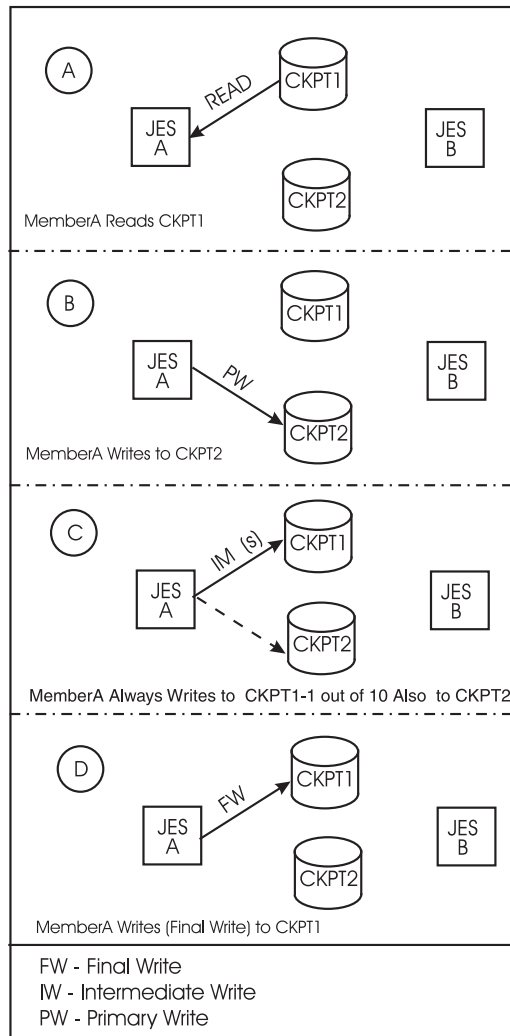 A
CKPT1
READ
JES
A
JES
B
CKPT2
MemberA Reads CKPT1
B
CKPT1
JES
A
PW
JES
B
CKPT2
MemberA Writes to CKPT2
C
CKPT1
IM (s)
JES
A
JES
B
CKPT2
MemberA Always Writes to CKPT1-1 out of 10 Also to CKPT2
D
CKPT1
FW
JES
A
JES
B
CKPT2
MemberA Writes (Final Write) to CKPT1
FW - Final Write
IW - Intermediate Write
PW - Primary Write